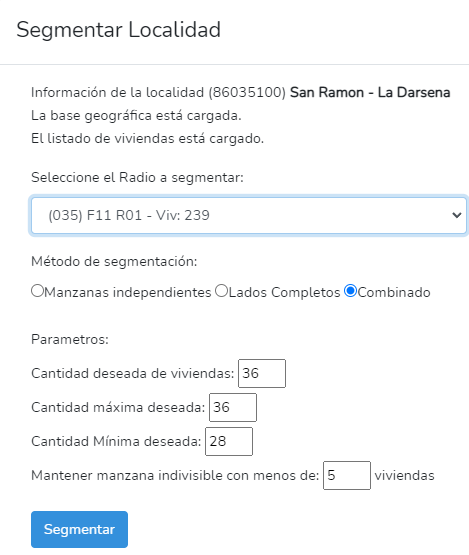 Segmentar Localidad
Información de la localidad (86035100) San Ramon - La Darsena
La base geográfica está cargada.
El listado de viviendas está cargado.
Seleccione el Radio a segmentar:
(035) F11 R01 - Viv: 239
Método de segmentación:
Manzanas independientes Lados Completos Combinado
Parametros:
Cantidad deseada de viviendas: 36
Cantidad máxima deseada: 36
Cantidad Mínima deseada: 28
Mantener manzana indivisible con menos de: 5 viviendas
Segmentar